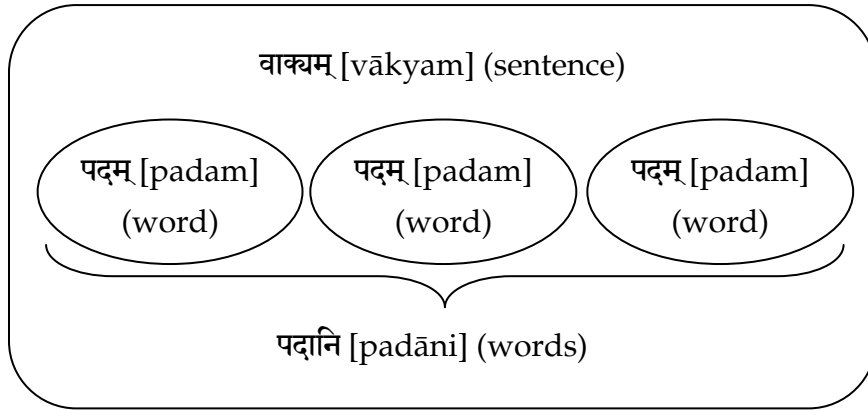 वाक्यम् [vākyam] (sentence)
पदम् [padam]
(word)
पदम् [padam]
(word)
पदम् [padam]
(word)
पदानि [padāni] (words)